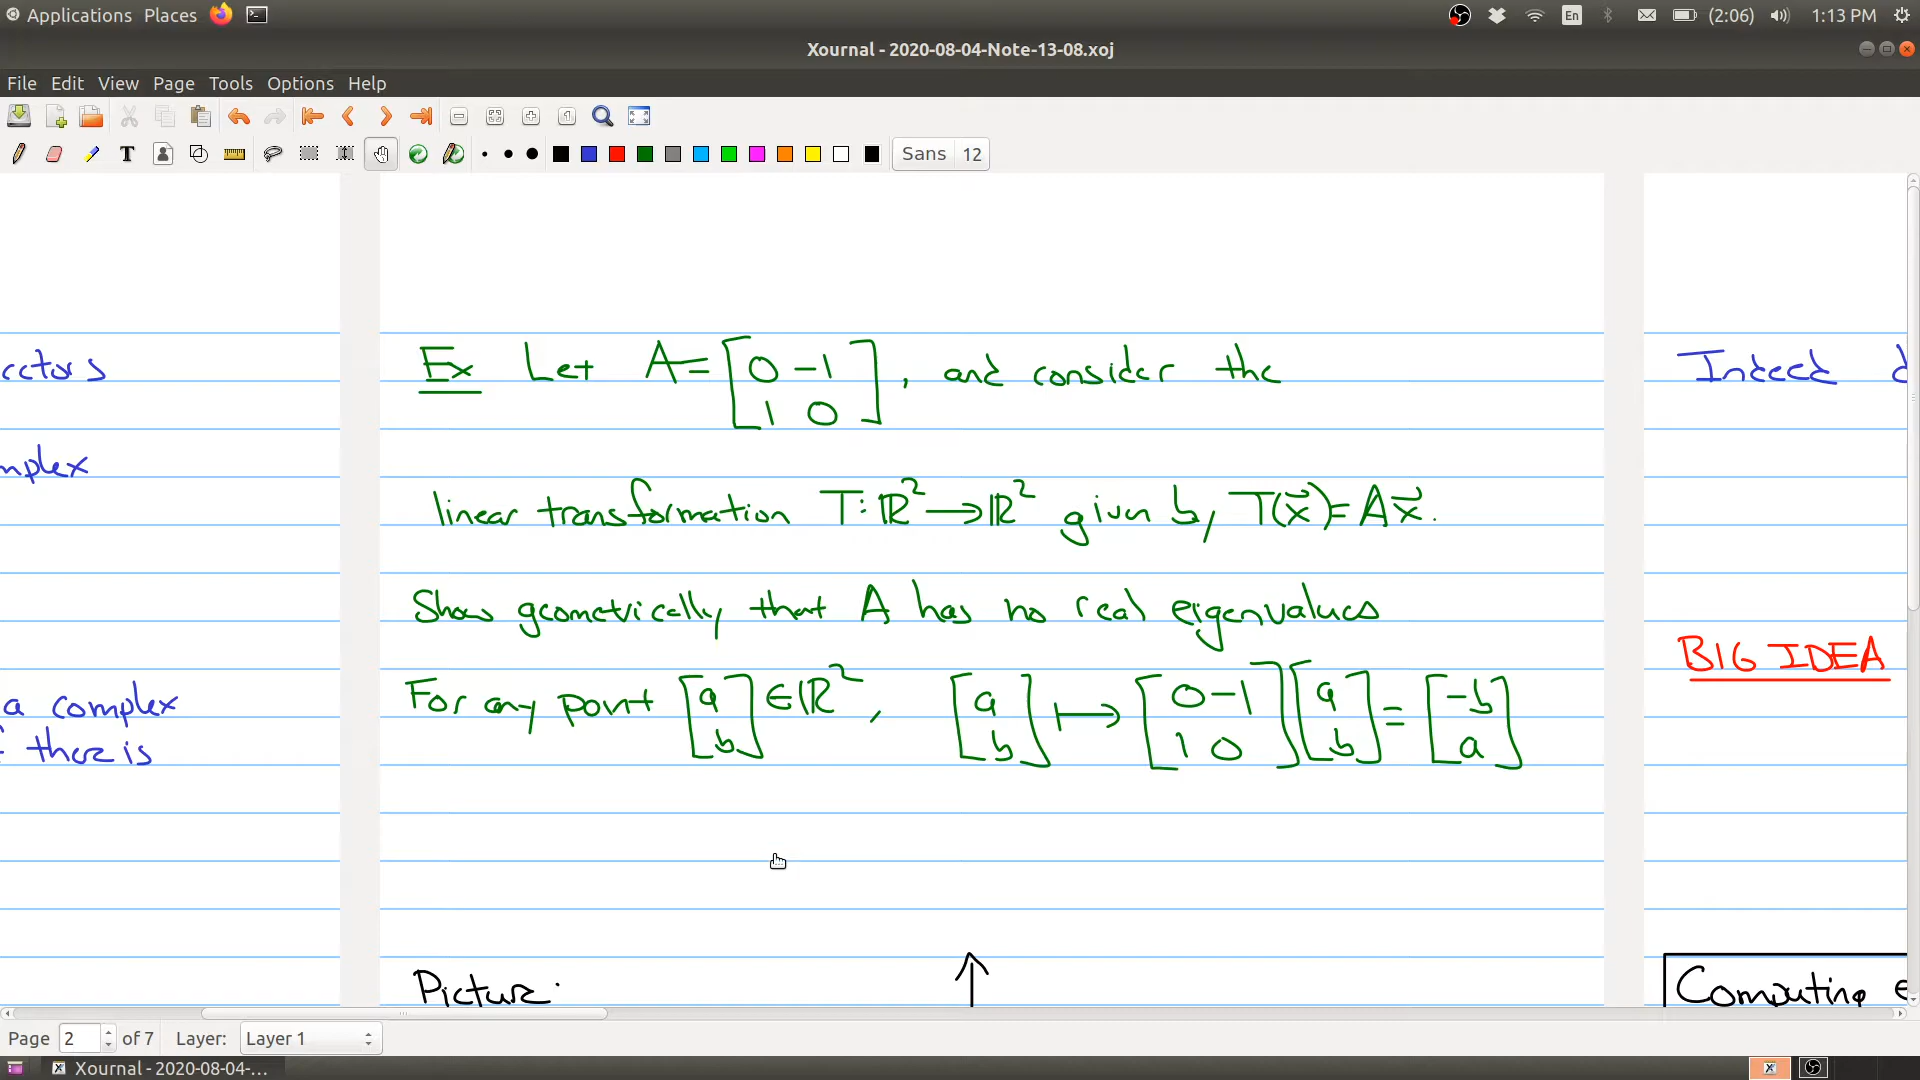 Applications Places En (2:06) 1:13 PM
Xournal - 2020-08-04-Note-13-08.xoj
File Edit View Page Tools Options Help
T Sans 12
ectors
mplex
a complex
there is
Ex Let A = [0 -1
1 0], and consider the
linear transformation T: ℝ² ⟶ ℝ² given by T(x⃗) = Ax⃗.
Show geometrically that A has no real eigenvalues
For any point [a
b] ∈ ℝ², [a
b] ⟼ [0 -1
1 0][a
b] = [-b
a]
Picture:
Indeed
BIG IDEA
Computing
Page 2 of 7 Layer: Layer 1
Xournal - 2020-08-04-...